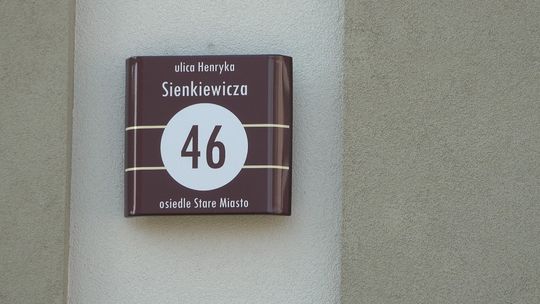 ulica Henryka
Sienkiewicza
46
osiedle Stare Miasto